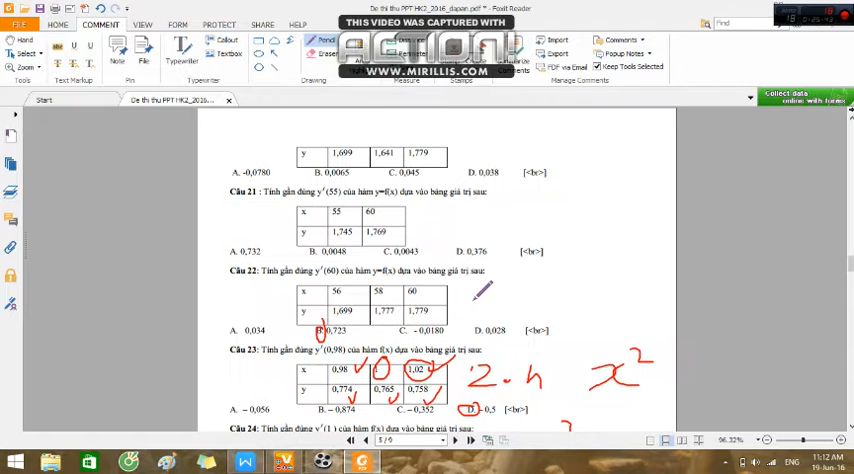 De thi thu PPT HK2_2016_dapan.pdf * - Foxit Reader
THIS VIDEO WAS CAPTURED WITH
ACTION!
WWW.MIRILLIS.COM
FILE HOME COMMENT VIEW FORM PROTECT SHARE HELP
Find
Hand
Select
Zoom
Tools
Text Markup
Note
File
Pin
Typewriter
Callout
Textbox
Typewriter
Pencil
Eraser
Drawing
Area
Measure
Summarize
Comments
Import
Export
FDF via Email
Comments
Popup Notes
Keep Tools Selected
Manage Comments
Start
De thi thu PPT HK2_2016...
Collect data
online with forms
y 1,699 1,641 1,779
A. -0,0780 B. 0,0065 C. 0,045 D. 0,038 [<br>]
Câu 21 : Tính gần đúng y'(55) của hàm y=f(x) dựa vào bảng giá trị sau:
x 55 60
y 1,745 1,769
A. 0,732 B. 0,0048 C. 0,0043 D. 0,376 [<br>]
Câu 22: Tính gần đúng y'(60) của hàm y=f(x) dựa vào bảng giá trị sau:
x 56 58 60
y 1,699 1,777 1,779
A. 0,034 B. 0,723 C. - 0,0180 D. 0,028 [<br>]
Câu 23: Tính gần đúng y'(0,98) của hàm f(x) dựa vào bảng giá trị sau:
x 0,98 1 1,02
y 0,774 0,765 0,758
2 . h x²
A. – 0,056 B. – 0,874 C. – 0,352 D. – 0,5 [<br>]
Câu 24: Tính gần đúng y'(1 ) của hàm f(x) dựa vào bảng giá trị sau:
3 / 9
96.32%
ENG
11:12 AM
19-Jun-16